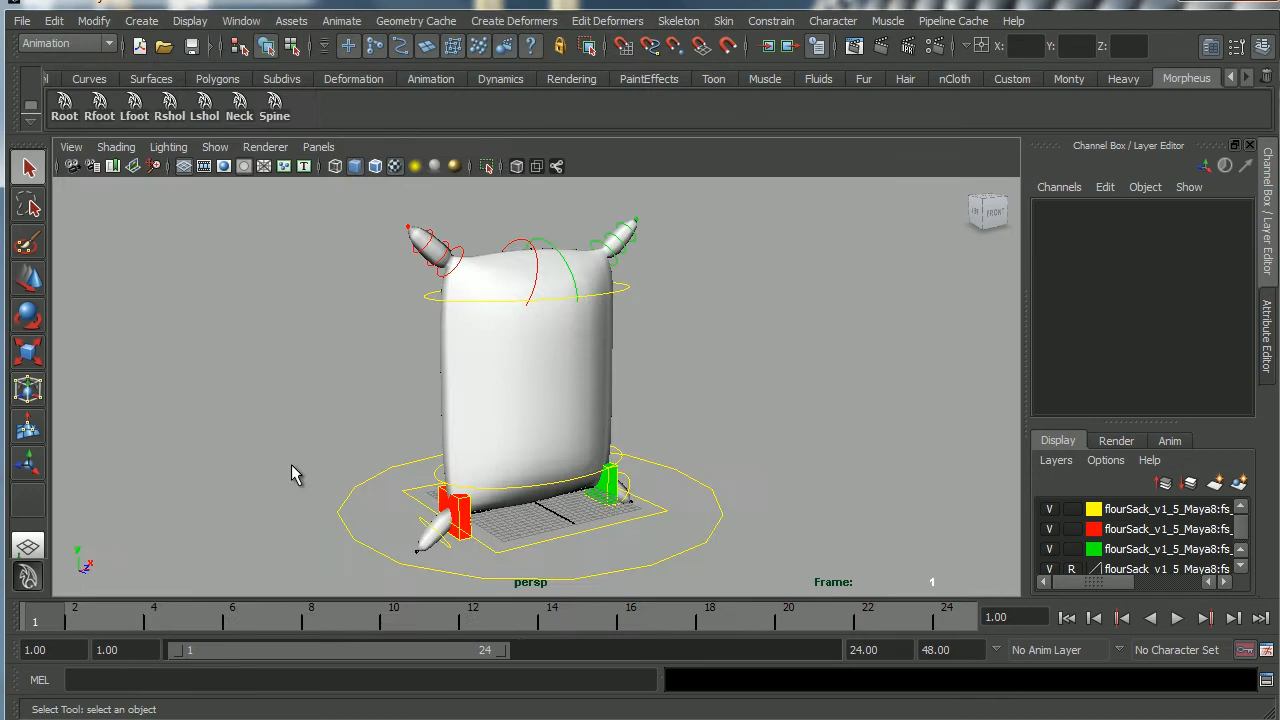 File Edit Modify Create Display Window Assets Animate Geometry Cache Create Deformers Edit Deformers Skeleton Skin Constrain Character Muscle Pipeline Cache Help
Animation X: Y: Z:
Curves Surfaces Polygons Subdivs Deformation Animation Dynamics Rendering PaintEffects Toon Muscle Fluids Fur Hair nCloth Custom Monty Heavy Morpheus
Root Rfoot Lfoot Rshol Lshol Neck Spine
View Shading Lighting Show Renderer Panels
Channel Box / Layer Editor
Channels Edit Object Show
FRONT
Channel Box / Layer Editor
Attribute Editor
Display Render Anim
Layers Options Help
V flourSack_v1_5_Maya8:fs_
V flourSack_v1_5_Maya8:fs_
V flourSack_v1_5_Maya8:fs_
V R flourSack_v1_5_Maya8:fs_
persp Frame: 1
1 2 4 6 8 10 12 14 16 18 20 22 24 1.00
1.00 1.00 1 24 24.00 48.00 No Anim Layer No Character Set
MEL
Select Tool: select an object